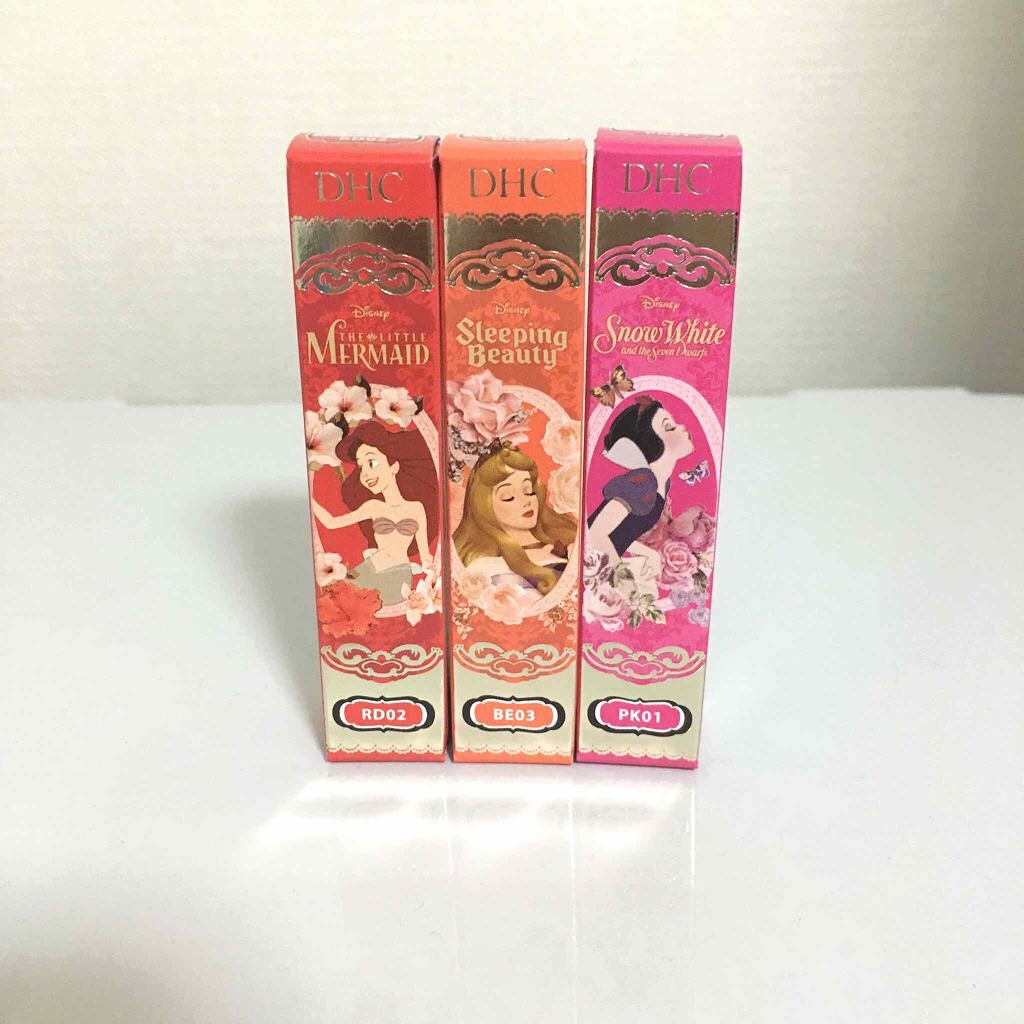 DHC
DISNEY
THE LITTLE
MERMAID
RD02
DHC
DISNEY
Sleeping
Beauty
BE03
DHC
DISNEY
Snow White
and the Seven Dwarfs
PK01